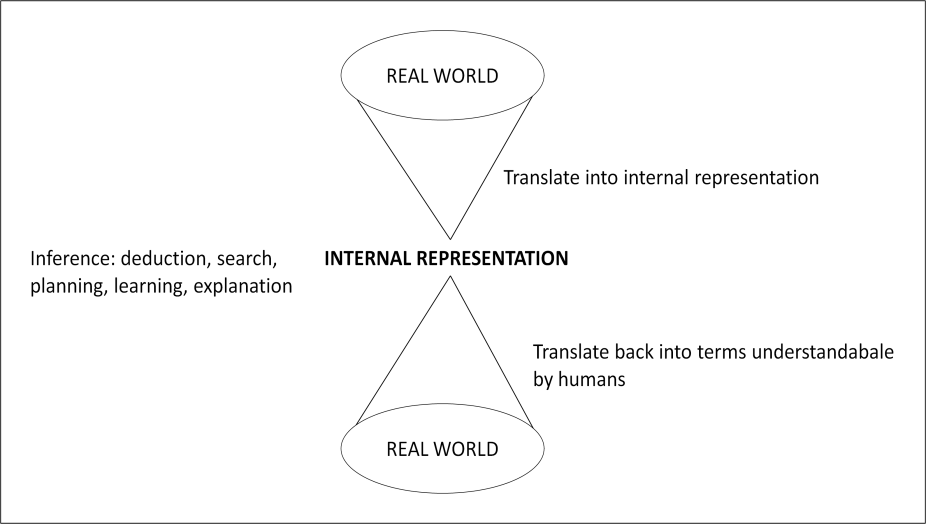 REAL WORLD
Translate into internal representation
Inference: deduction, search,
planning, learning, explanation
INTERNAL REPRESENTATION
Translate back into terms understandabale
by humans
REAL WORLD